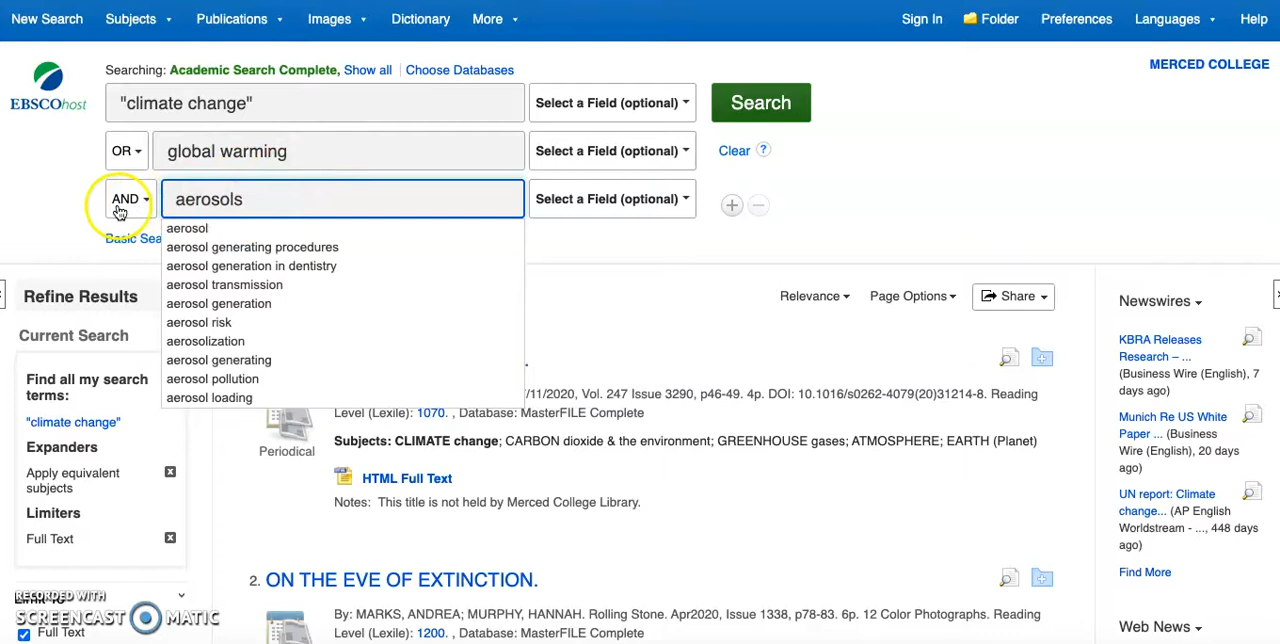 New Search Subjects Publications Images Dictionary More Sign In Folder Preferences Languages Help
Searching: Academic Search Complete, Show all Choose Databases
MERCED COLLEGE
EBSCOhost
"climate change" Select a Field (optional) Search
OR global warming Select a Field (optional) Clear ?
AND aerosols Select a Field (optional)
Basic Sea
aerosol
aerosol generating procedures
aerosol generation in dentistry
aerosol transmission
aerosol generation
aerosol risk
aerosolization
aerosol generating
aerosol pollution
aerosol loading
Refine Results
Current Search
Find all my search
terms:
"climate change"
Expanders
Apply equivalent
subjects
Limiters
Full Text
Full Text
RECORDED WITH
SCREENCAST MATIC
Relevance Page Options Share
/11/2020, Vol. 247 Issue 3290, p46-49. 4p. DOI: 10.1016/s0262-4079(20)31214-8. Reading
Level (Lexile): 1070. , Database: MasterFILE Complete
Periodical
Subjects: CLIMATE change; CARBON dioxide & the environment; GREENHOUSE gases; ATMOSPHERE; EARTH (Planet)
HTML Full Text
Notes: This title is not held by Merced College Library.
2. ON THE EVE OF EXTINCTION.
By: MARKS, ANDREA; MURPHY, HANNAH. Rolling Stone. Apr2020, Issue 1338, p78-83. 6p. 12 Color Photographs. Reading
Level (Lexile): 1200. , Database: MasterFILE Complete
Newswires
KBRA Releases
Research – ...
(Business Wire (English), 7
days ago)
Munich Re US White
Paper ... (Business
Wire (English), 20 days
ago)
UN report: Climate
change... (AP English
Worldstream - ..., 448 days
ago)
Find More
Web News